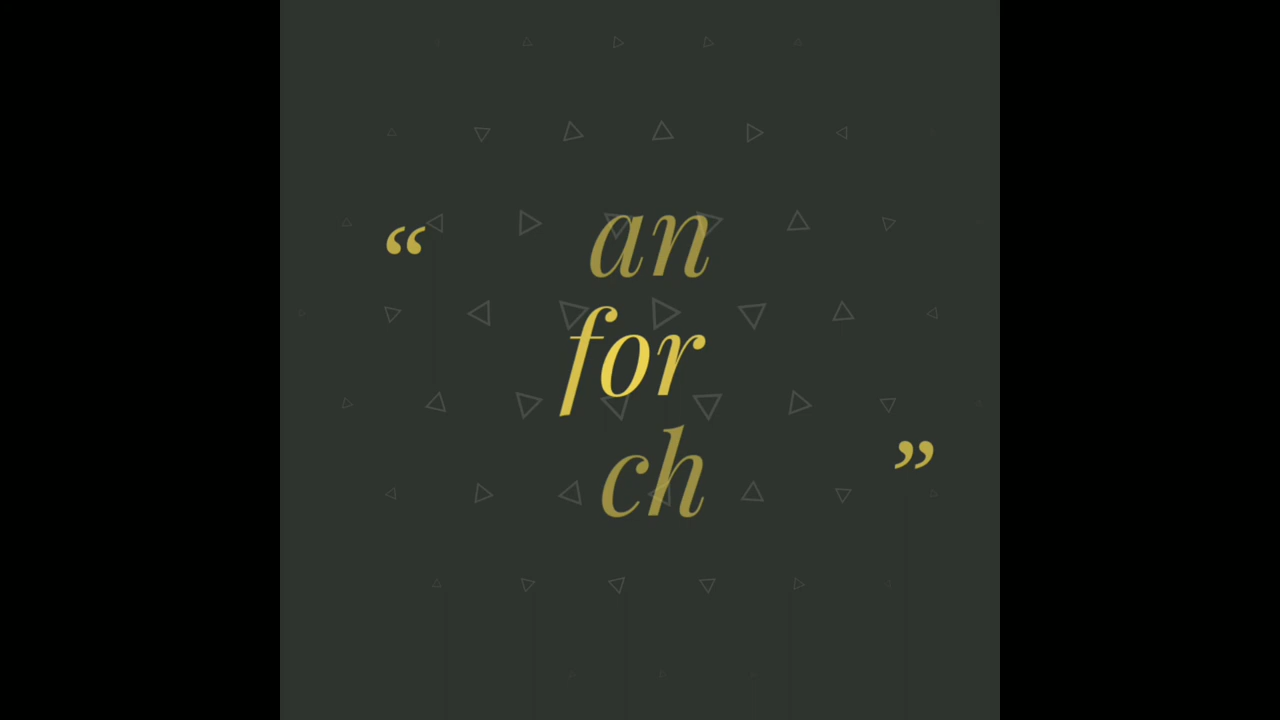 “ an
for
ch ”